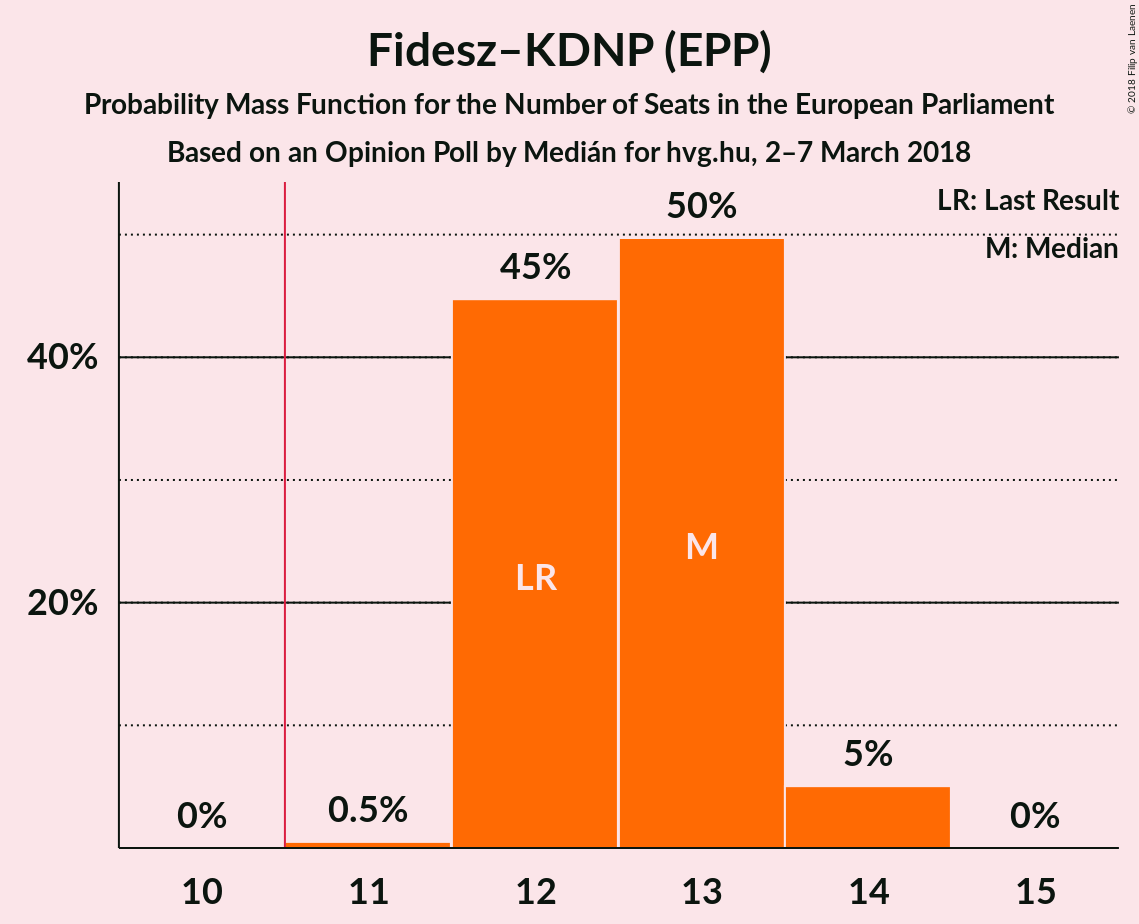 Fidesz–KDNP (EPP)
Probability Mass Function for the Number of Seats in the European Parliament
Based on an Opinion Poll by Medián for hvg.hu, 2–7 March 2018
© 2018 Filip van Laenen
LR: Last Result
M: Median
50%
45%
40%
M
LR
20%
5%
0.5%
0%
0%
10
11
12
13
14
15